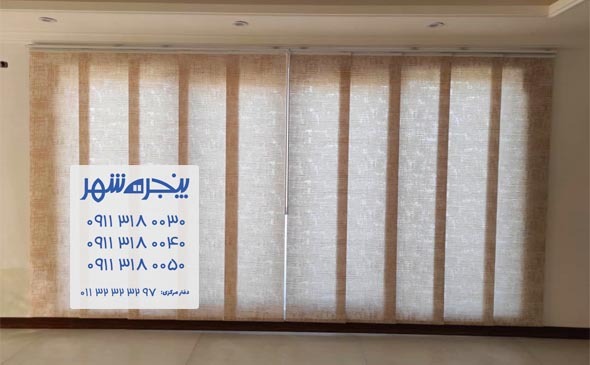 پنجره شهر
۰۹۱۱ ۳۱۸ ۰۰۳۰
۰۹۱۱ ۳۱۸ ۰۰۴۰
۰۹۱۱ ۳۱۸ ۰۰۵۰
دفتر مرکزی: ۰۱۱ ۳۲ ۳۲ ۳۲ ۹۷